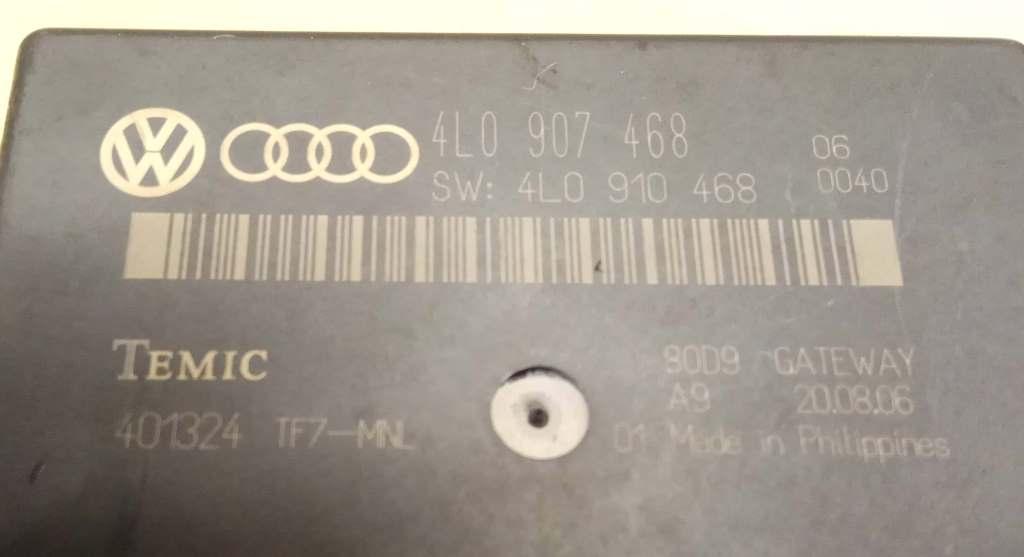 4L0 907 468 06
SW: 4L0 910 468 0040
TEMIC
90D9 GATEWAY
A9 20.08.06
401324 TF7-MNL
01 Made in Philippines